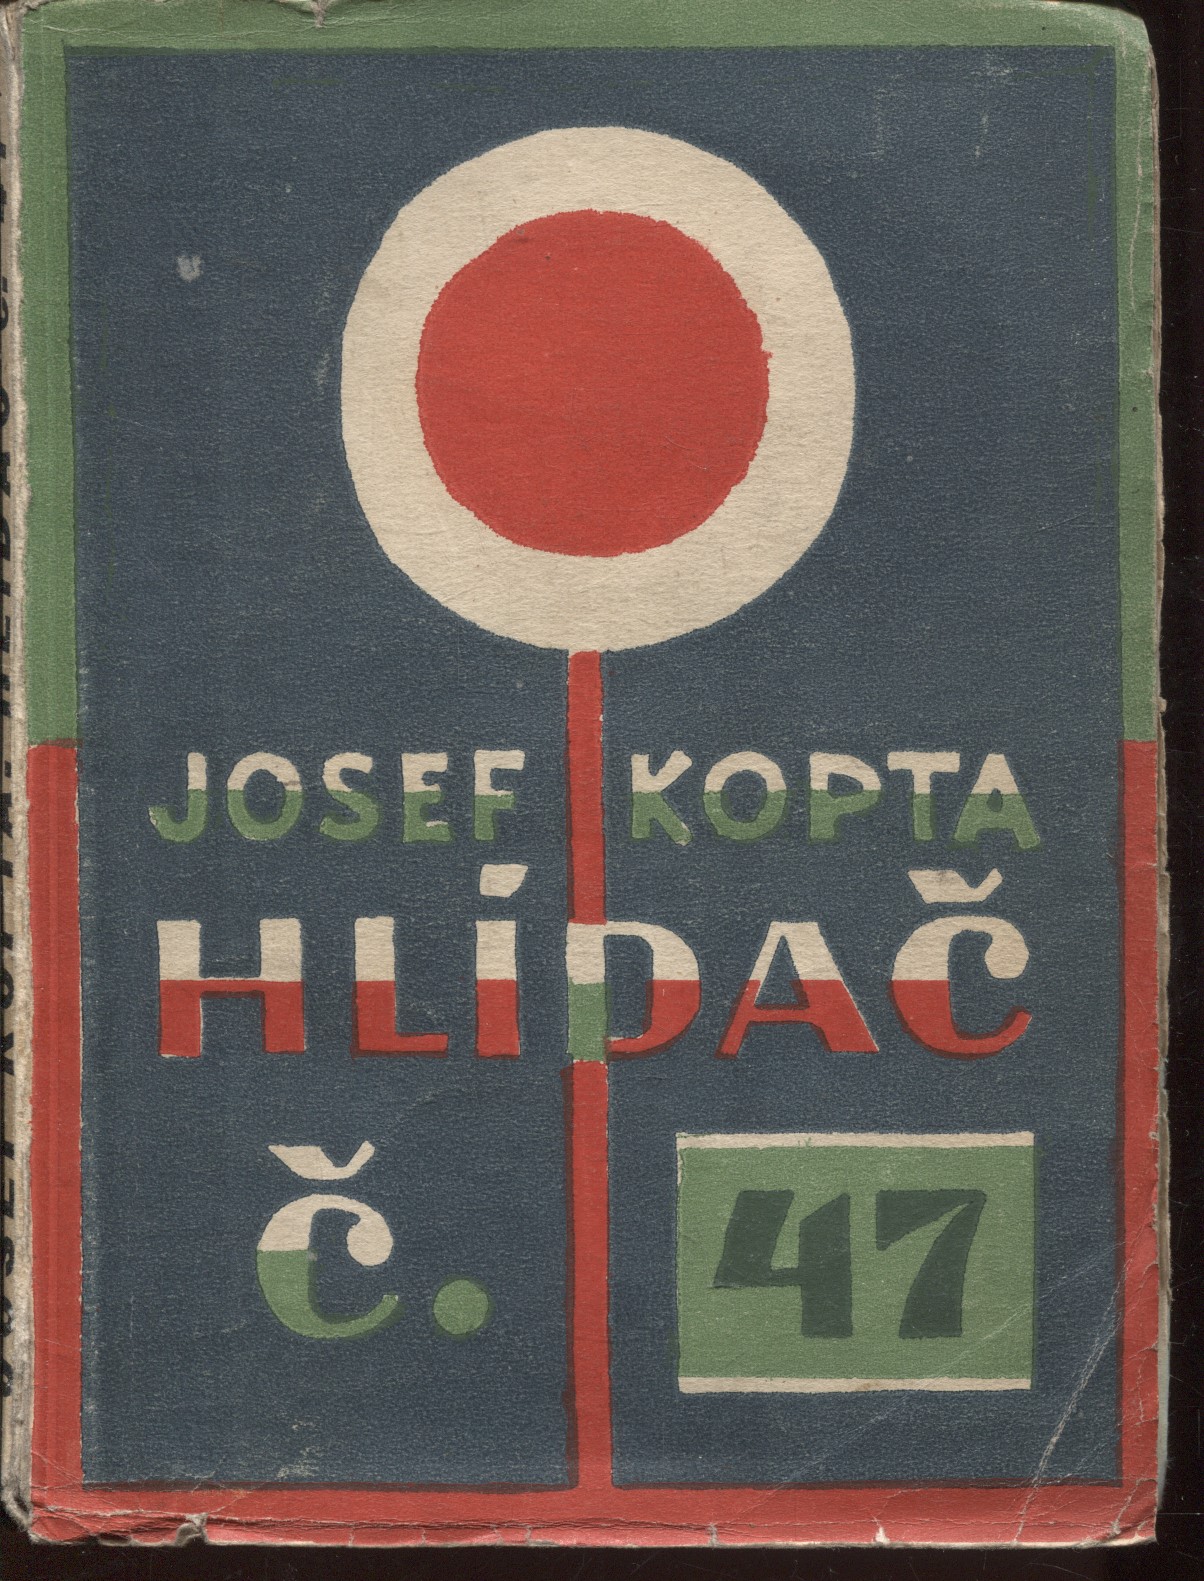 JOSEF KOPTA
HLÍDAČ
č. 47